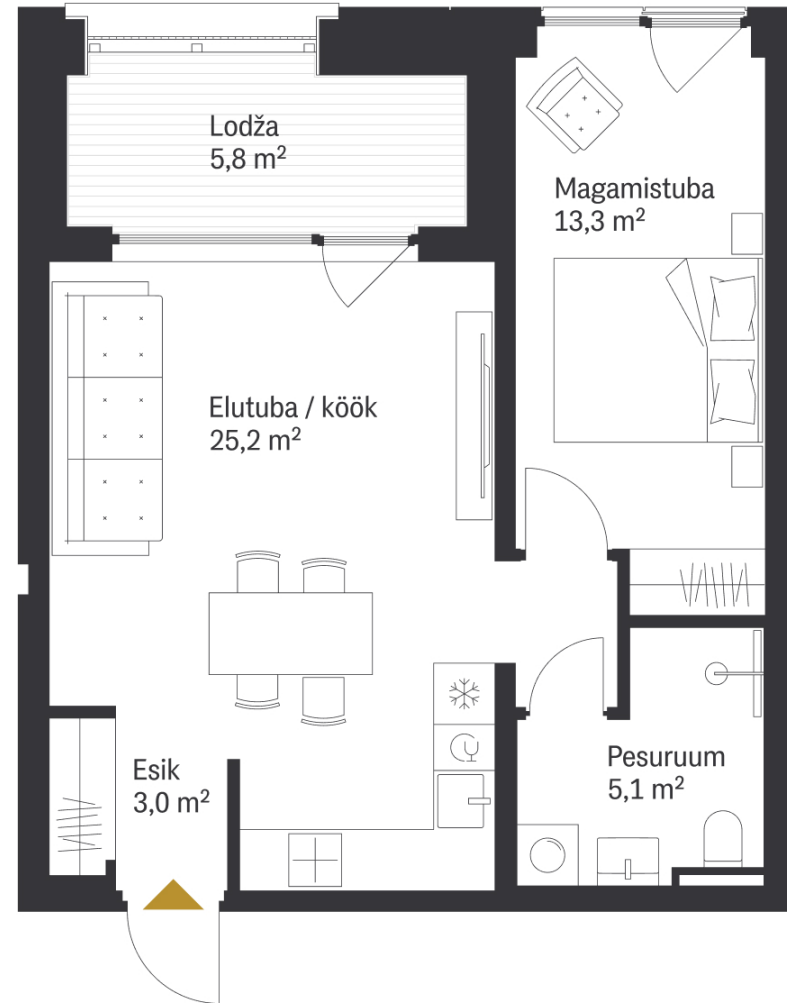 Lodža
5,8 m²
Magamistuba
13,3 m²
Elutuba / köök
25,2 m²
Esik
3,0 m²
Pesuruum
5,1 m²